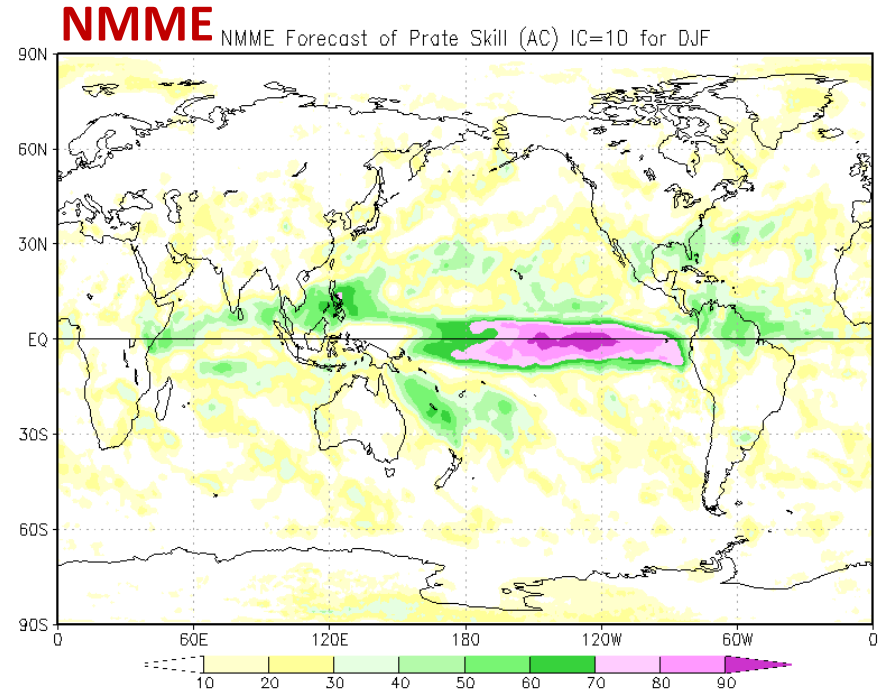 NMME NMME Forecast of Prate Skill (AC) IC=10 for DJF
90N
60N
30N
EQ
30S
60S
90S
0 60E 120E 180 120W 60W 0
10 20 30 40 50 60 70 80 90